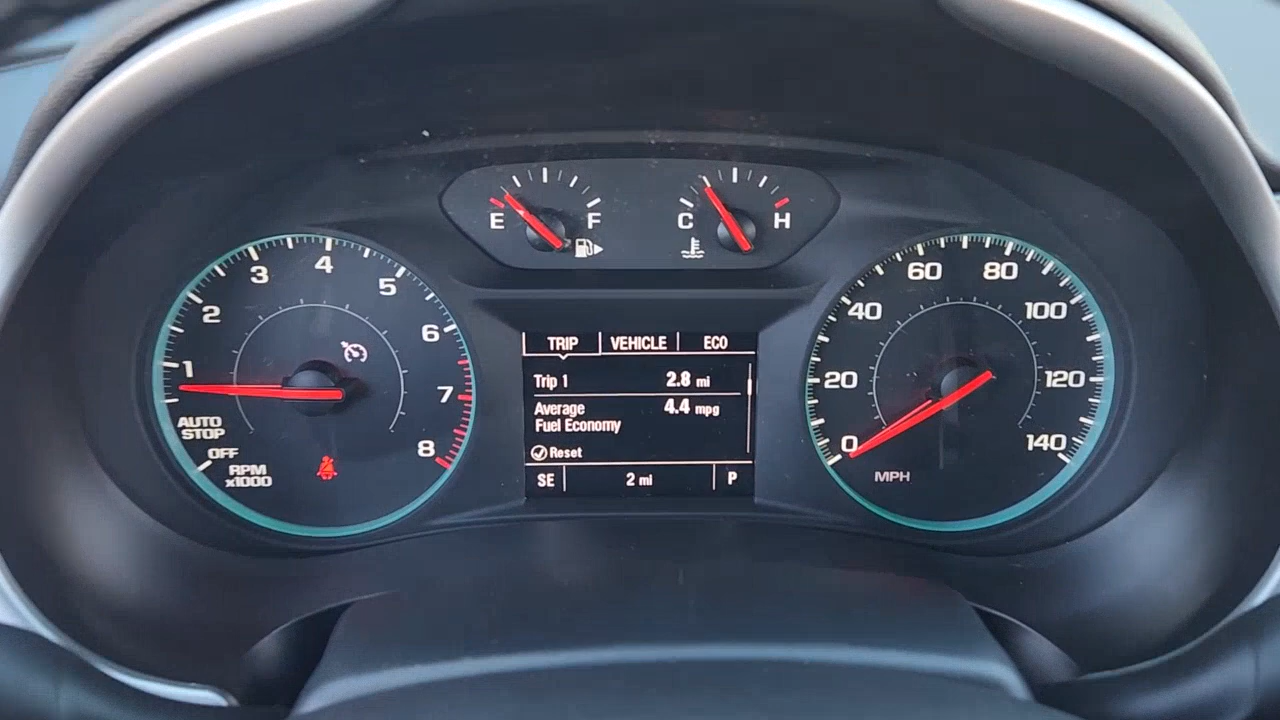 E F
C H
1
2
3
4
5
6
7
8
AUTO
STOP
OFF
RPM
x1000
TRIP VEHICLE ECO
Trip 1 2.8 mi
Average 4.4 mpg
Fuel Economy
Reset
SE 2 mi P
0
20
40
60
80
100
120
140
MPH